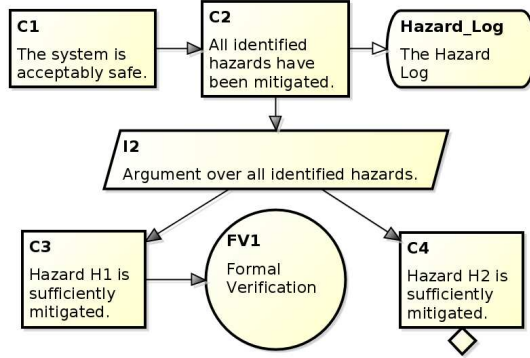 C1
The system is
acceptably safe.
C2
All identified
hazards have
been mitigated.
Hazard_Log
The Hazard
Log
I2
Argument over all identified hazards.
C3
Hazard H1 is
sufficiently
mitigated.
FV1
Formal
Verification
C4
Hazard H2 is
sufficiently
mitigated.